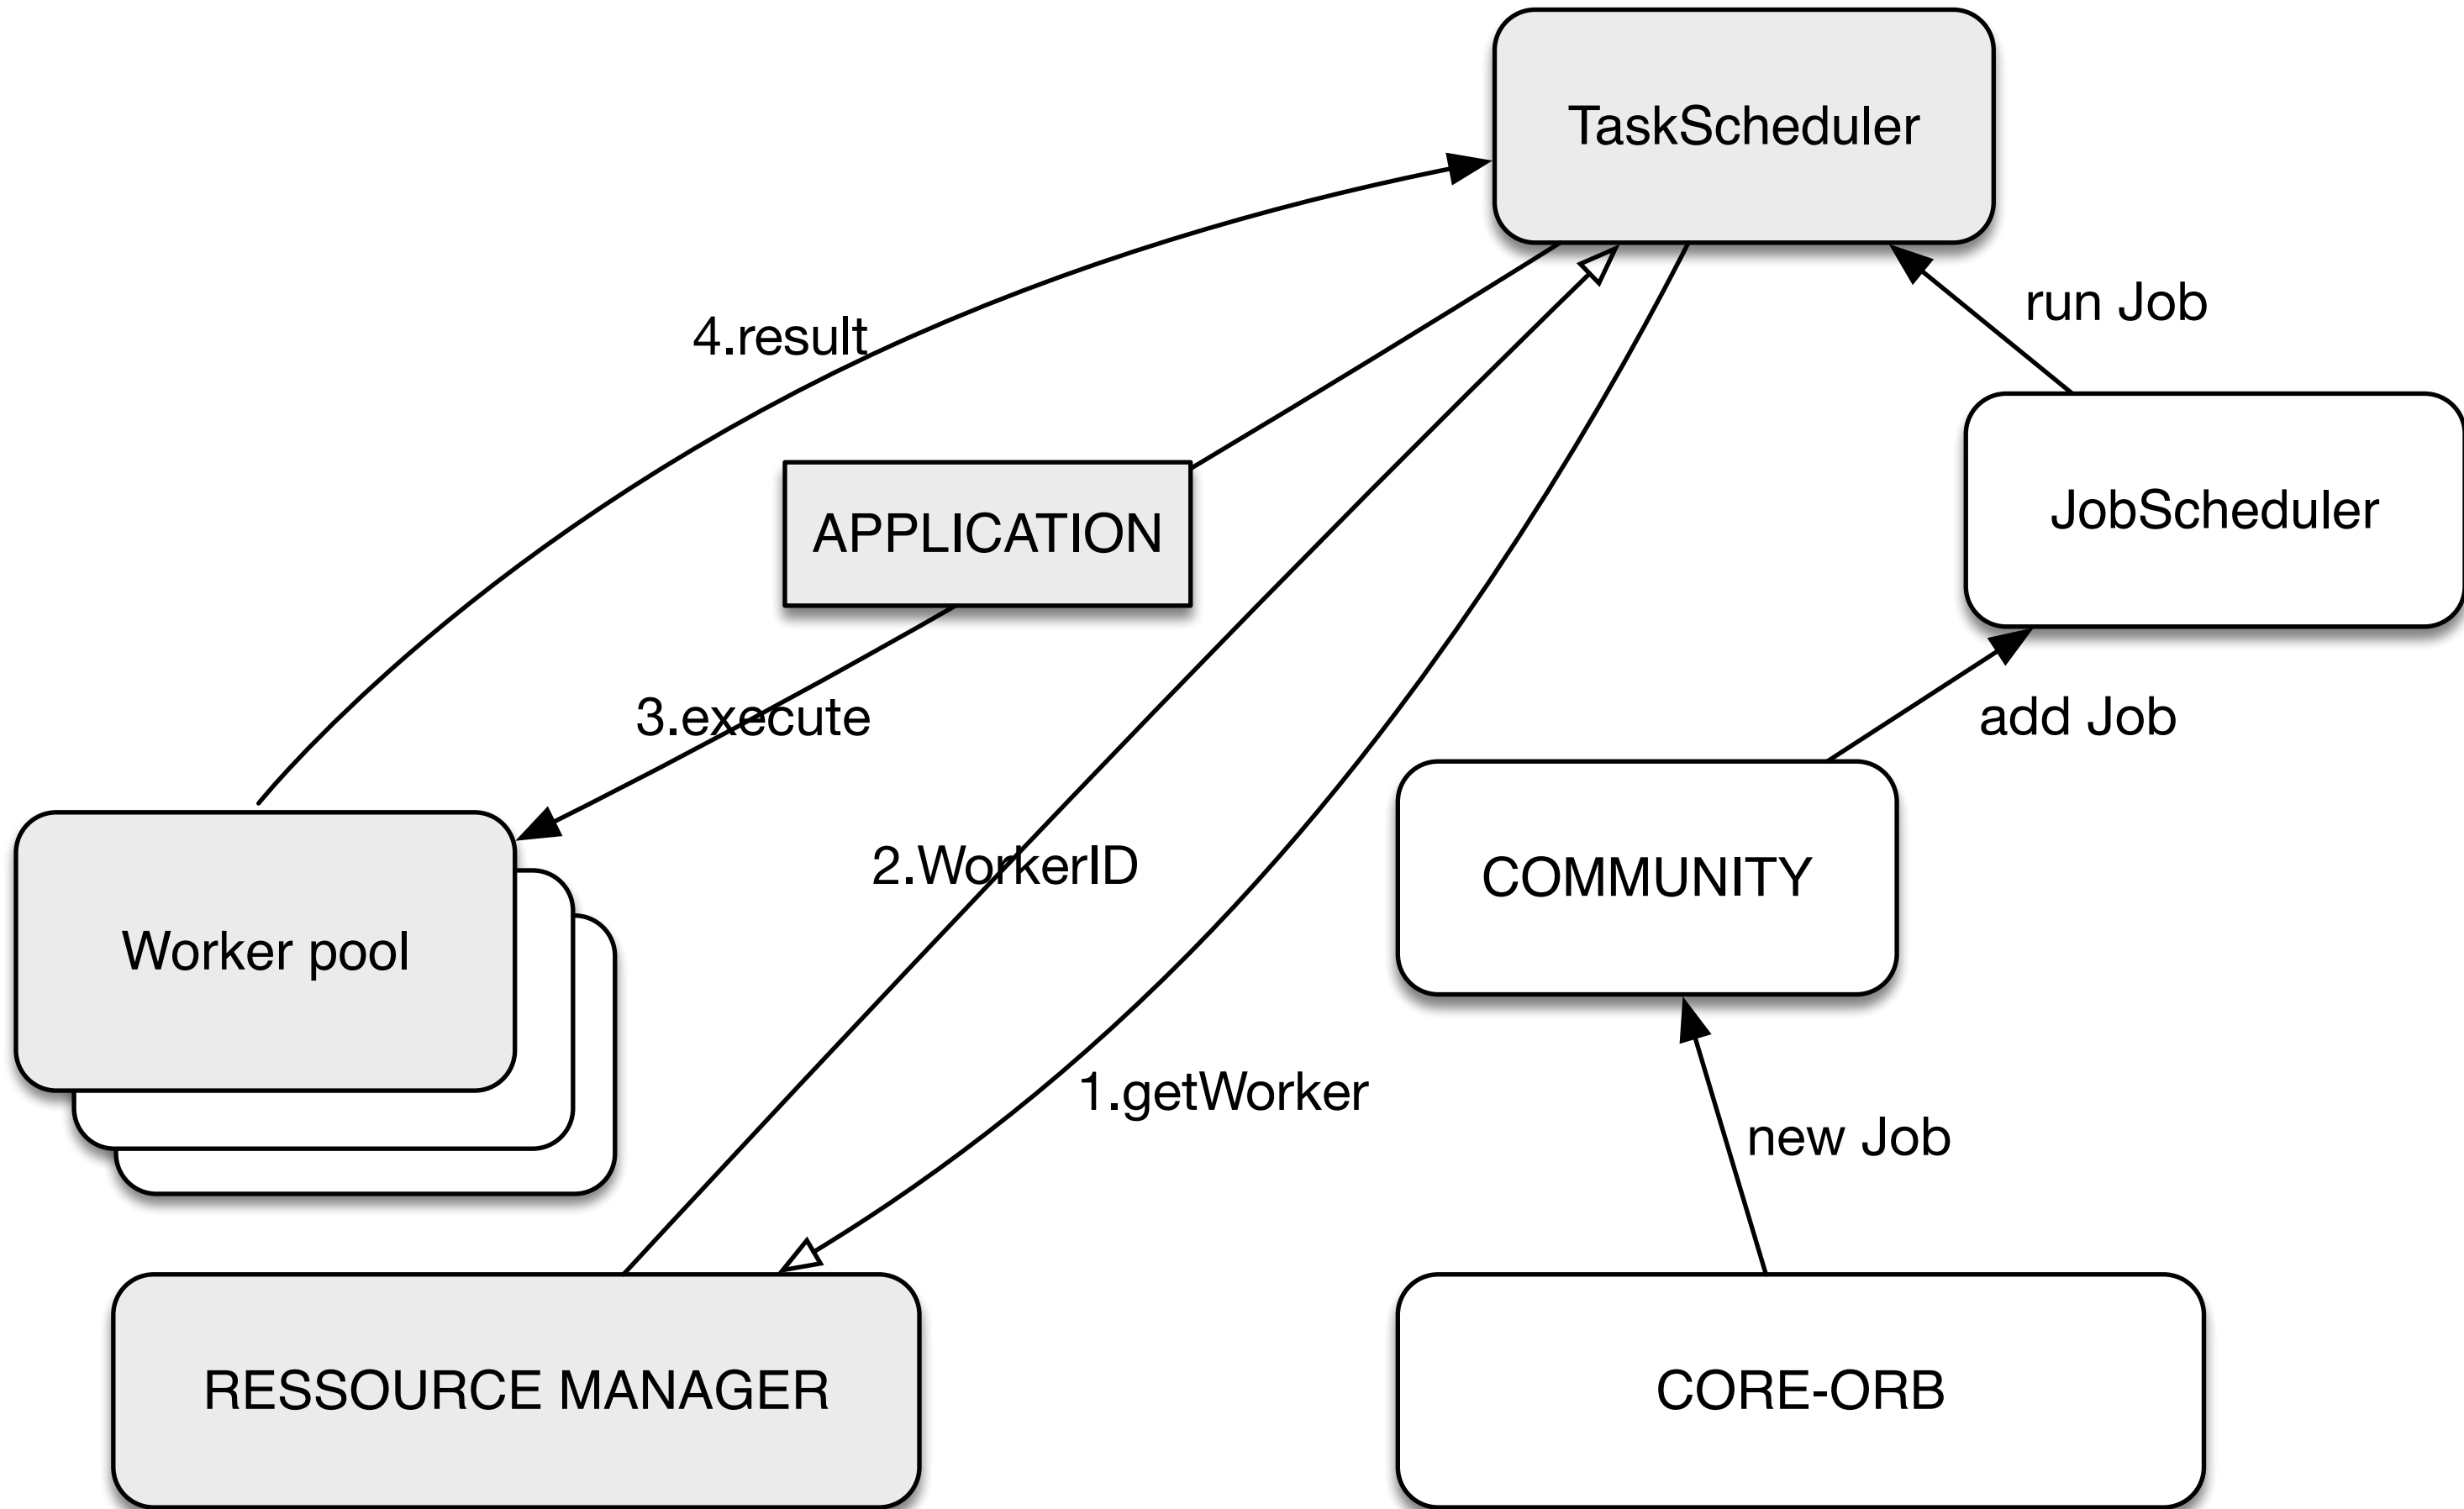 TaskScheduler
run Job
4.result
JobScheduler
APPLICATION
3.execute
add Job
2.WorkerID
COMMUNITY
Worker pool
1.getWorker
new Job
RESSOURCE MANAGER
CORE-ORB